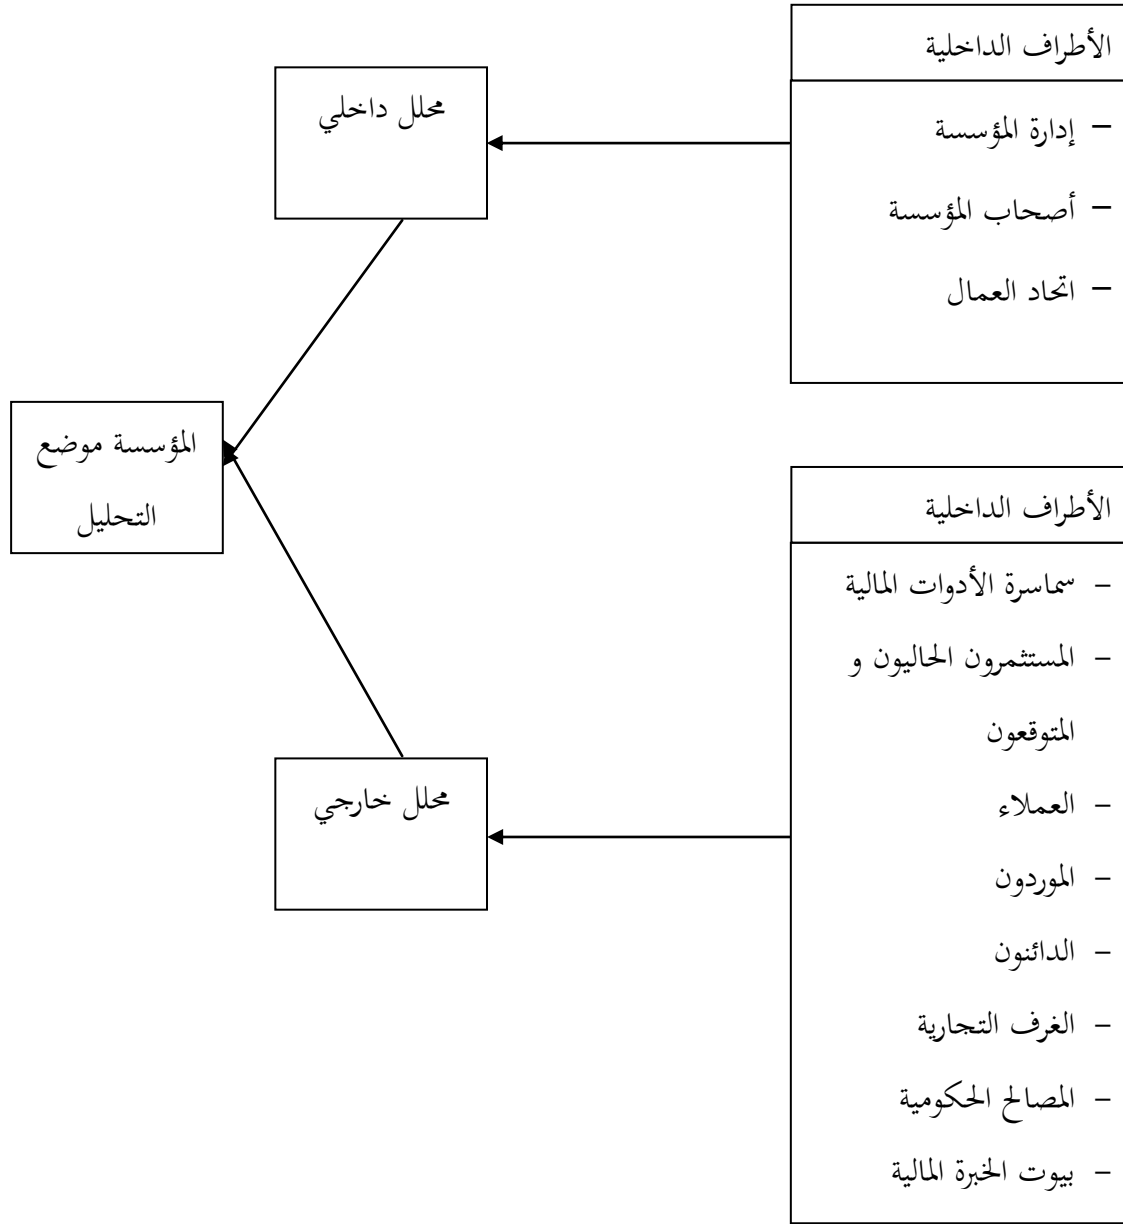 الأطراف الداخلية
– إدارة المؤسسة
– أصحاب المؤسسة
– اتحاد العمال
محلل داخلي
المؤسسة موضع
التحليل
الأطراف الداخلية
– سماسرة الأدوات المالية
– المستثمرون الحاليون و
المتوقعون
– العملاء
– الموردون
– الدائنون
– الغرف التجارية
– المصالح الحكومية
– بيوت الخبرة المالية
محلل خارجي